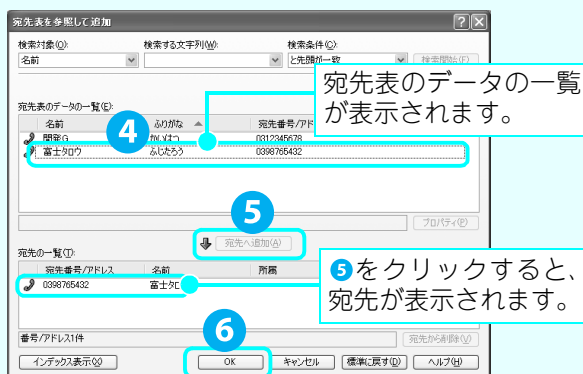 宛先表を参照して追加
検索対象(O): 検索する文字列(W): 検索条件(C):
名前 と先頭が一致 検索開始(F)
宛先表のデータの一覧
が表示されます。
宛先表のデータの一覧(E):
名前 ふりがな 宛先番号/アド
4
開発G かいはつ 0312345678
富士タロウ ふじたろう 0398765432
5
プロパティ(P)
宛先へ追加(A)
宛先の一覧(T):
宛先番号/アドレス 名前 所属
0398765432 富士タロ
5をクリックすると、
宛先が表示されます。
6
番号/アドレス1件 宛先から削除(V)
インデックス表示(X) OK キャンセル 標準に戻す(D) ヘルプ(H)